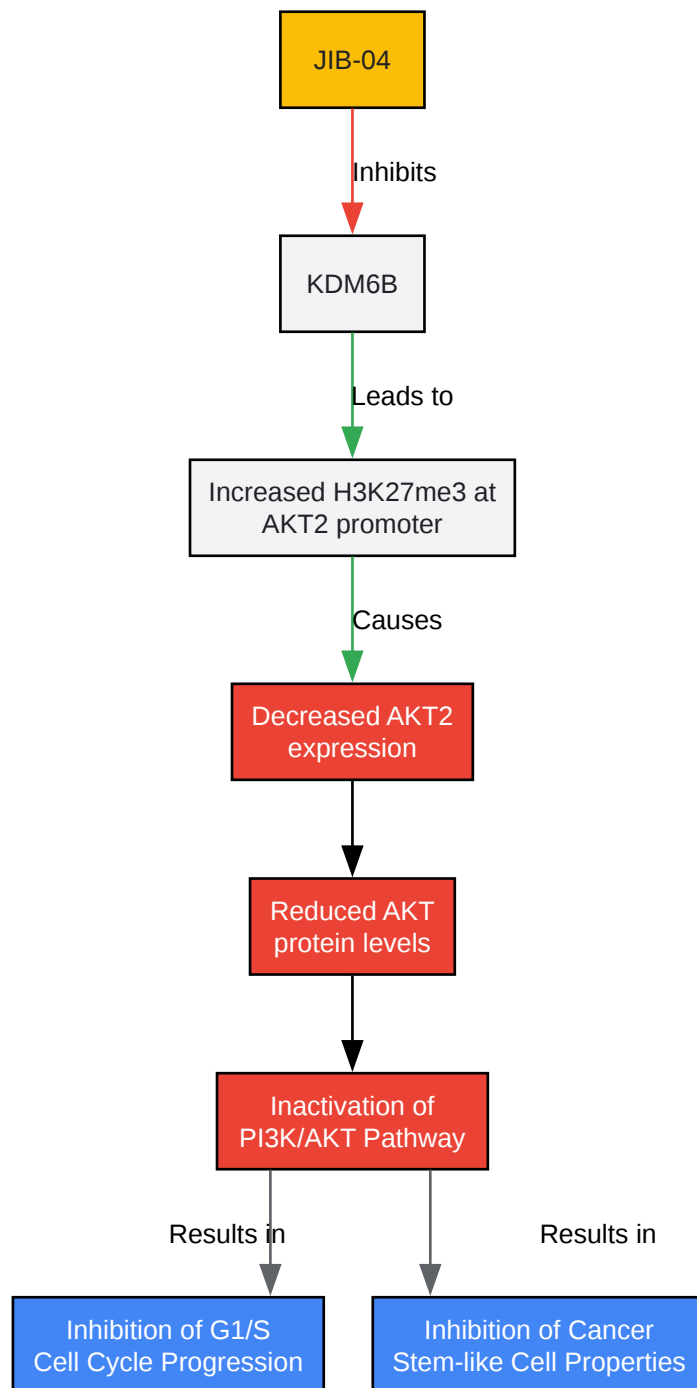 JIB-04
Inhibits
KDM6B
Leads to
Increased H3K27me3 at
AKT2 promoter
Causes
Decreased AKT2
expression
Reduced AKT
protein levels
Inactivation of
PI3K/AKT Pathway
Results in
Results in
Inhibition of G1/S
Cell Cycle Progression
Inhibition of Cancer
Stem-like Cell Properties